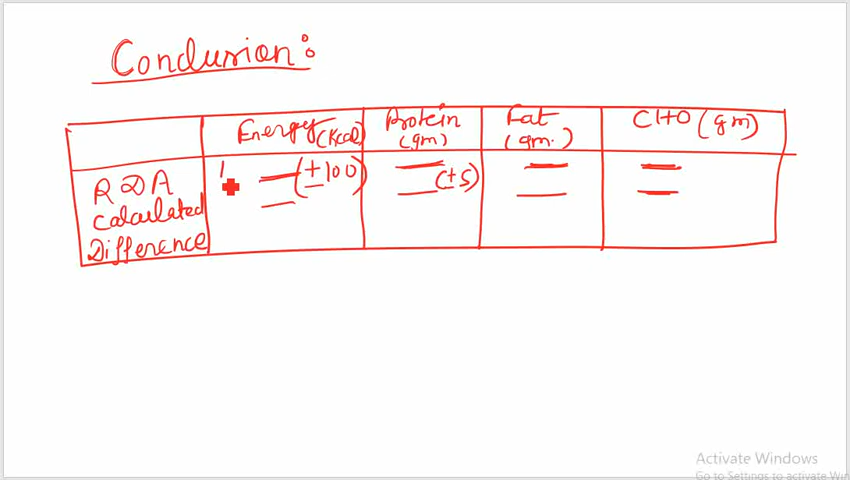 Conclusion:
Energy (Kcal) Protein (gm) Fat (gm.) CHO (gm)
RDA (±100) (±5)
Calculated
Difference
Activate Windows
Go to Settings to activate Win